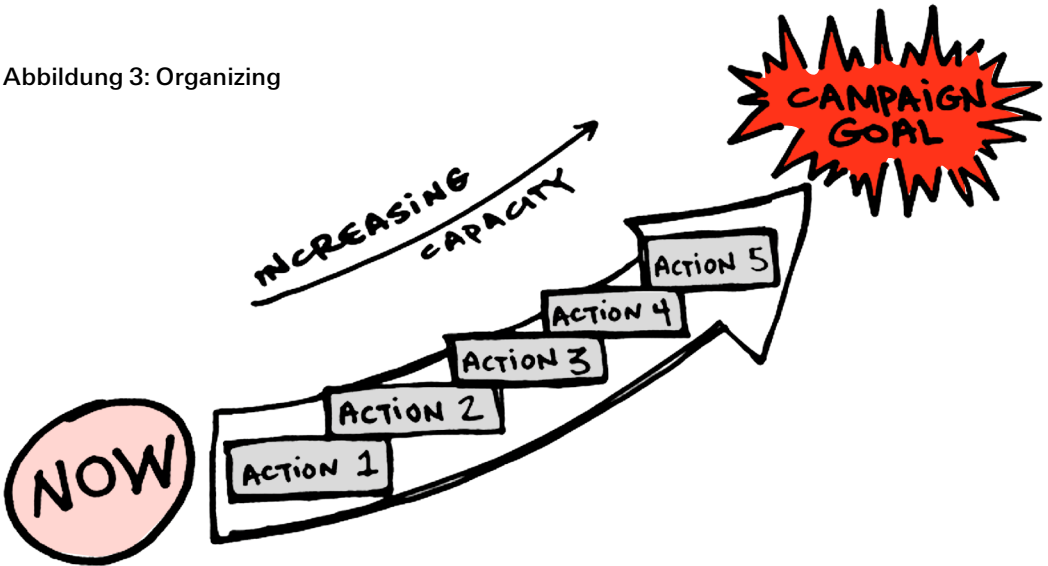 Abbildung 3: Organizing
CAMPAIGN
GOAL
INCREASING
CAPACITY
ACTION 5
ACTION 4
ACTION 3
ACTION 2
ACTION 1
NOW